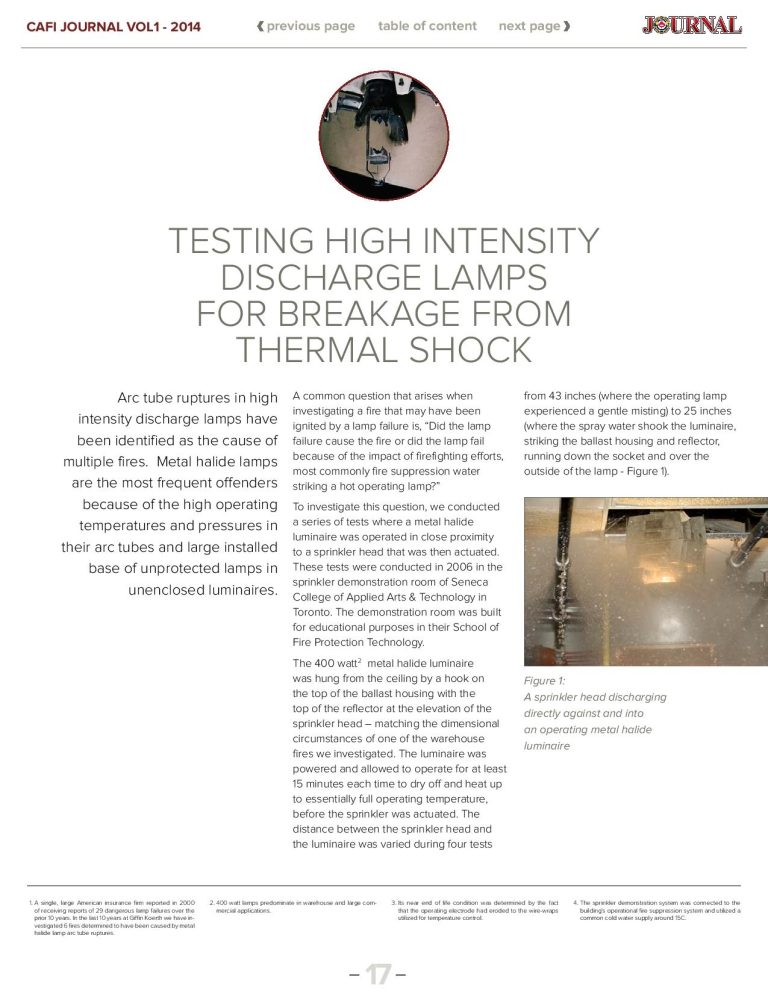 CAFI JOURNAL VOL1 - 2014
❰ previous page
table of content
next page ❱
JOURNAL
TESTING HIGH INTENSITY
DISCHARGE LAMPS
FOR BREAKAGE FROM
THERMAL SHOCK
Arc tube ruptures in high
intensity discharge lamps have
been identified as the cause of
multiple fires.  Metal halide lamps
are the most frequent offenders
because of the high operating
temperatures and pressures in
their arc tubes and large installed
base of unprotected lamps in
unenclosed luminaires.
A common question that arises when
investigating a fire that may have been
ignited by a lamp failure is, “Did the lamp
failure cause the fire or did the lamp fail
because of the impact of firefighting efforts,
most commonly fire suppression water
striking a hot operating lamp?”
To investigate this question, we conducted
a series of tests where a metal halide
luminaire was operated in close proximity
to a sprinkler head that was then actuated.
These tests were conducted in 2006 in the
sprinkler demonstration room of Seneca
College of Applied Arts & Technology in
Toronto. The demonstration room was built
for educational purposes in their School of
Fire Protection Technology.
The 400 watt² metal halide luminaire
was hung from the ceiling by a hook on
the top of the ballast housing with the
top of the reflector at the elevation of the
sprinkler head – matching the dimensional
circumstances of one of the warehouse
fires we investigated. The luminaire was
powered and allowed to operate for at least
15 minutes each time to dry off and heat up
to essentially full operating temperature,
before the sprinkler was actuated. The
distance between the sprinkler head and
the luminaire was varied during four tests
from 43 inches (where the operating lamp
experienced a gentle misting) to 25 inches
(where the spray water shook the luminaire,
striking the ballast housing and reflector,
running down the socket and over the
outside of the lamp - Figure 1).
Figure 1:
A sprinkler head discharging
directly against and into
an operating metal halide
luminaire
1. A single, large American insurance firm reported in 2000
of receiving reports of 29 dangerous lamp failures over the
prior 10 years. In the last 10 years at Giffin Koerth we have in-
vestigated 6 fires determined to have been caused by metal
halide lamp arc tube ruptures.
2. 400 watt lamps predominate in warehouse and large com-
mercial applications.
3. Its near end of life condition was determined by the fact
that the operating electrode had eroded to the wire-wraps
utilized for temperature control.
4. The sprinkler demonstration system was connected to the
building's operational fire suppression system and utilized a
common cold water supply around 15C.
– 17 –